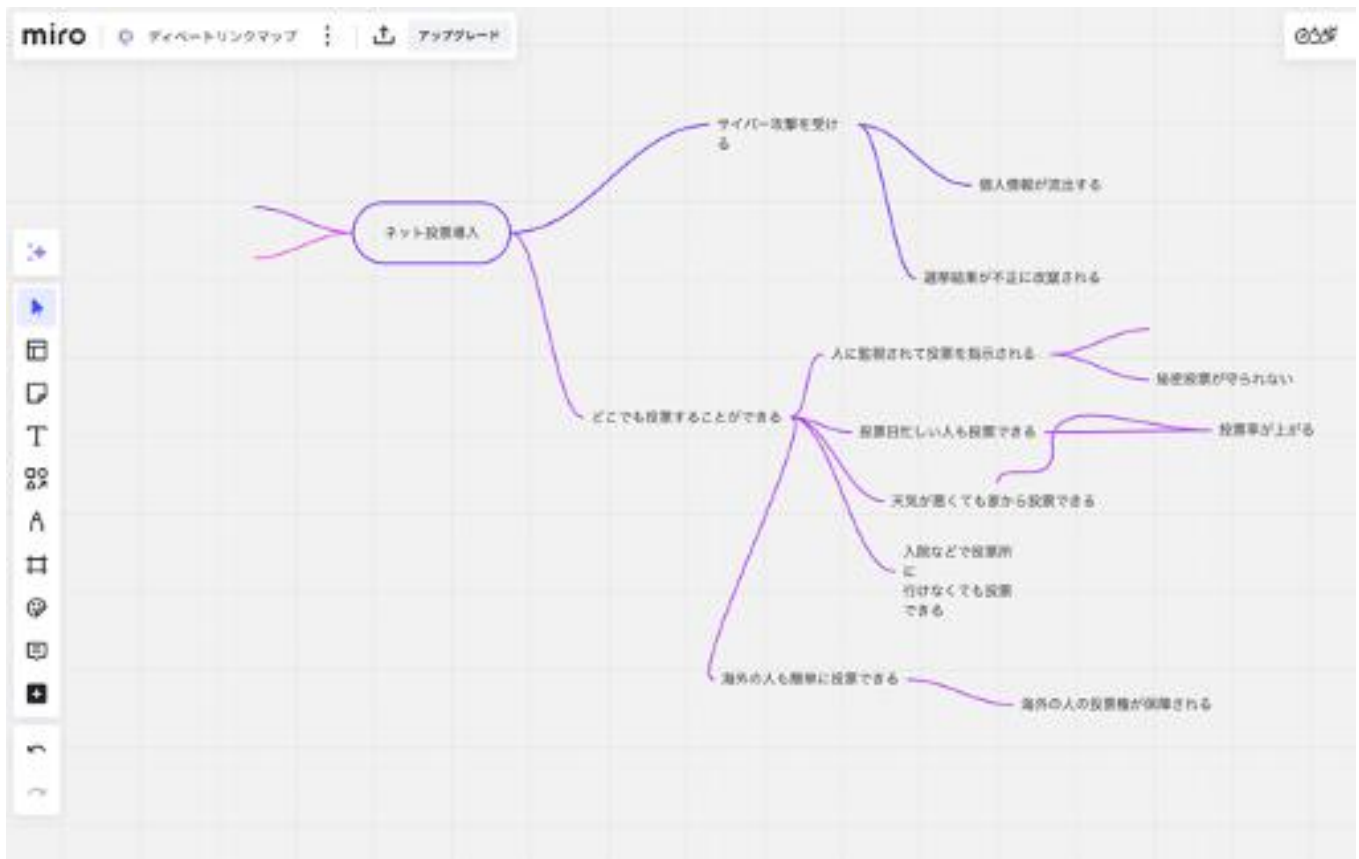 miro
ディベートリンクマップ
アップグレード
サイバー攻撃を受け
る
個人情報が流出する
ネット投票導入
選挙結果が不正に改竄される
人に監視されて投票を指示される
秘密投票が守られない
どこでも投票することができる
投票日忙しい人も投票できる
投票率が上がる
天気が悪くても家から投票できる
入院などで投票所
に
行けなくても投票
できる
海外の人も簡単に投票できる
海外の人の投票権が保障される